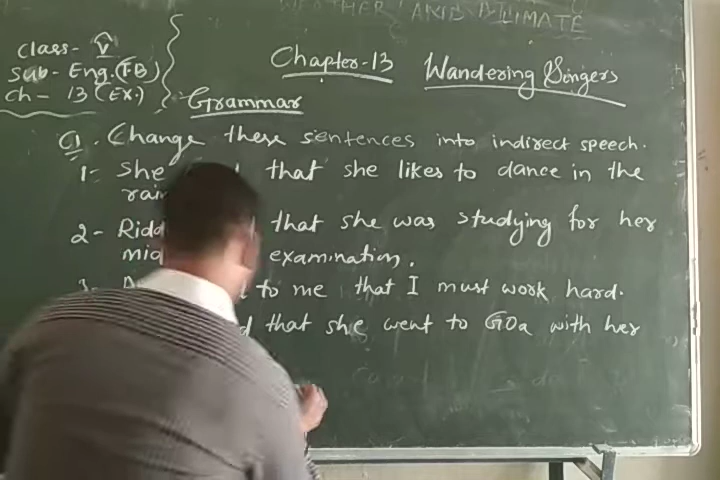 WEATHER AND CLIMATE
Class- V
Sub- Eng.(FB)
Ch- 13 (Ex.)
Chapter-13 Wandering Singers
Grammar
Q. Change these sentences into indirect speech.
1- She that she likes to dance in the
2- that she was studying for her
examination.
3- to me that I must work hard.
that she went to GOa with her